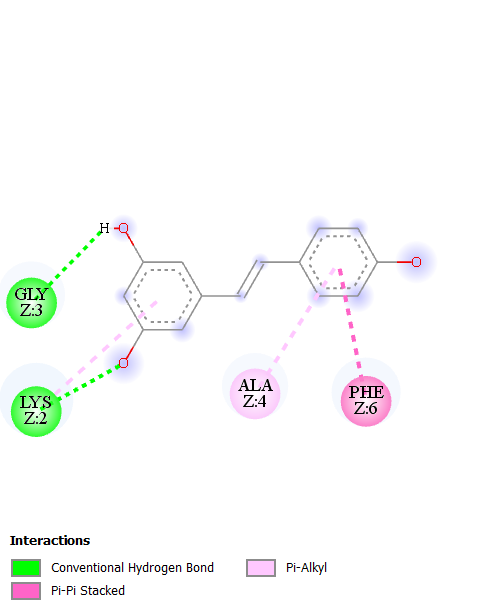 H O
O
GLY
Z:3
O
LYS
Z:2
ALA
Z:4
PHE
Z:6
Interactions
Conventional Hydrogen Bond
Pi-Alkyl
Pi-Pi Stacked